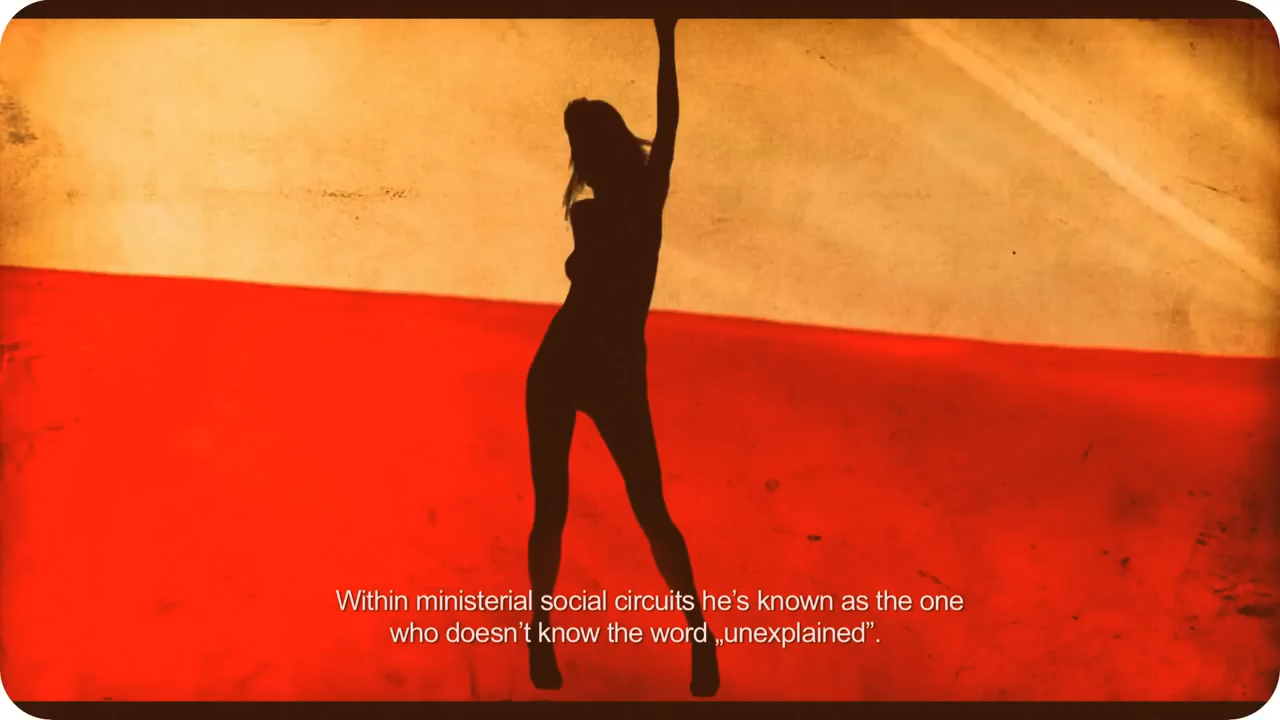 Within ministerial social circuits he's known as the one
who doesn't know the word „unexplained”.